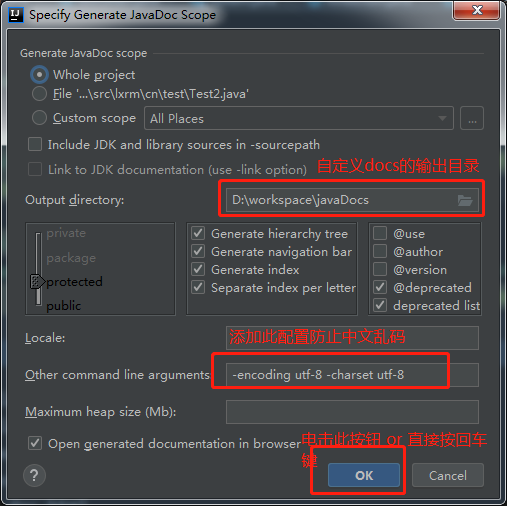 Specify Generate JavaDoc Scope
Generate JavaDoc scope
Whole project
File '...\src\lxrm\cn\test\Test2.java'
Custom scope All Places ...
Include JDK and library sources in -sourcepath
Link to JDK documentation (use -link option)
自定义docs的输出目录
Output directory: D:\workspace\javaDocs
private
package
protected
public
Generate hierarchy tree
Generate navigation bar
Generate index
Separate index per letter
@use
@author
@version
@deprecated
deprecated list
Locale: 添加此配置防止中文乱码
Other command line arguments: -encoding utf-8 -charset utf-8
Maximum heap size (Mb):
Open generated documentation in browser
电击此按钮 or 直接按回车
键
? OK Cancel